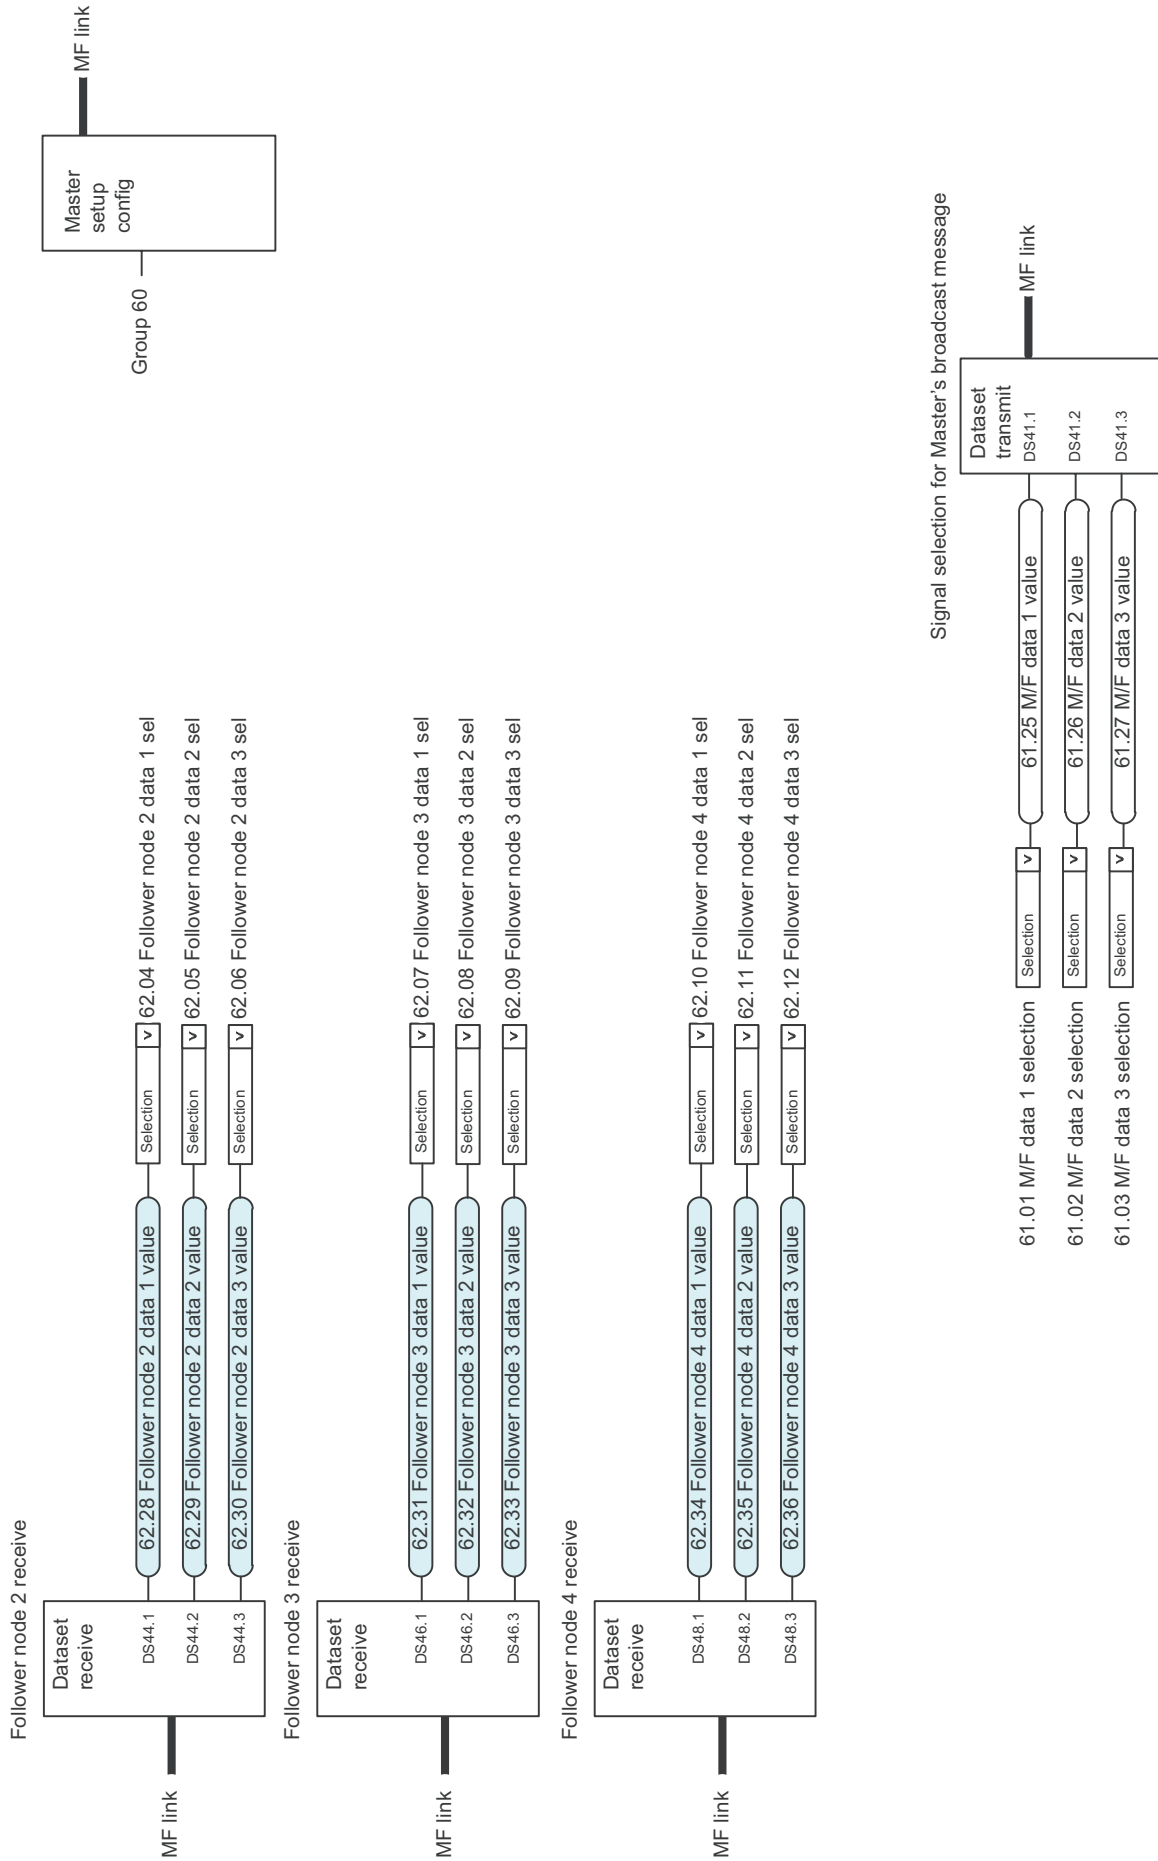 Follower node 2 receive
Dataset
receive
MF link
DS44.1
62.28 Follower node 2 data 1 value
Selection
v
62.04 Follower node 2 data 1 sel
DS44.2
62.29 Follower node 2 data 2 value
Selection
v
62.05 Follower node 2 data 2 sel
DS44.3
62.30 Follower node 2 data 3 value
Selection
v
62.06 Follower node 2 data 3 sel
Group 60
Master
setup
config
MF link
Follower node 3 receive
Dataset
receive
MF link
DS46.1
62.31 Follower node 3 data 1 value
Selection
v
62.07 Follower node 3 data 1 sel
DS46.2
62.32 Follower node 3 data 2 value
Selection
v
62.08 Follower node 3 data 2 sel
DS46.3
62.33 Follower node 3 data 3 value
Selection
v
62.09 Follower node 3 data 3 sel
Follower node 4 receive
Dataset
receive
MF link
DS48.1
62.34 Follower node 4 data 1 value
Selection
v
62.10 Follower node 4 data 1 sel
DS48.2
62.35 Follower node 4 data 2 value
Selection
v
62.11 Follower node 4 data 2 sel
DS48.3
62.36 Follower node 4 data 3 value
Selection
v
62.12 Follower node 4 data 3 sel
Signal selection for Master’s broadcast message
Dataset
transmit
61.01 M/F data 1 selection
Selection
v
61.25 M/F data 1 value
DS41.1
MF link
61.02 M/F data 2 selection
Selection
v
61.26 M/F data 2 value
DS41.2
61.03 M/F data 3 selection
Selection
v
61.27 M/F data 3 value
DS41.3